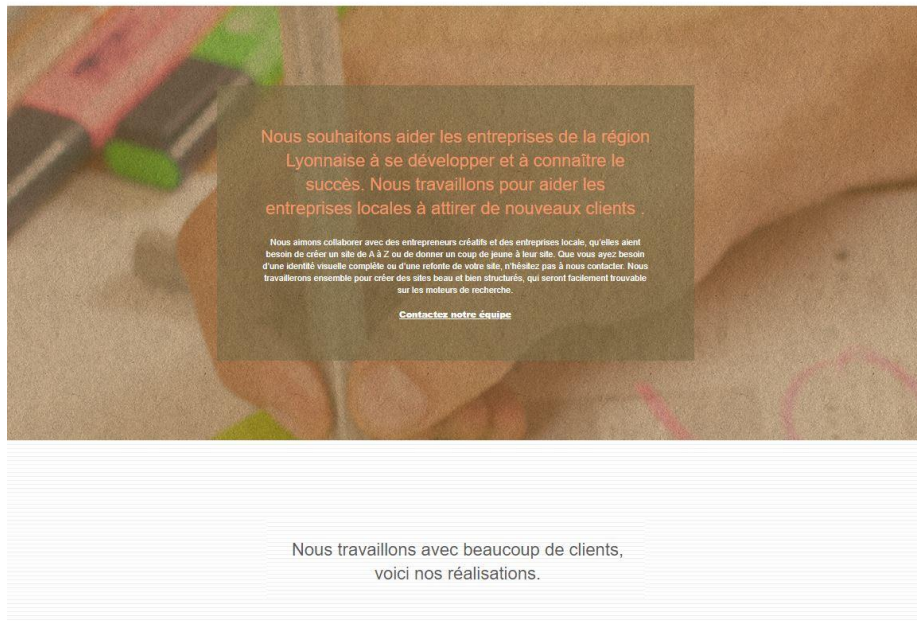 Nous souhaitons aider les entreprises de la région
Lyonnaise à se développer et à connaître le
succès. Nous travaillons pour aider les
entreprises locales à attirer de nouveaux clients .
Nous aimons collaborer avec des entrepreneurs créatifs et des entreprises locale, qu'elles aient
besoin de créer un site de A à Z ou de donner un coup de jeune à leur site. Que vous ayez besoin
d'une identité visuelle complète ou d'une refonte de votre site, n'hésitez pas à nous contacter. Nous
travaillerons ensemble pour créer des sites beau et bien structurés, qui seront facilement trouvable
sur les moteurs de recherche.
Contactez notre équipe
Nous travaillons avec beaucoup de clients,
voici nos réalisations.